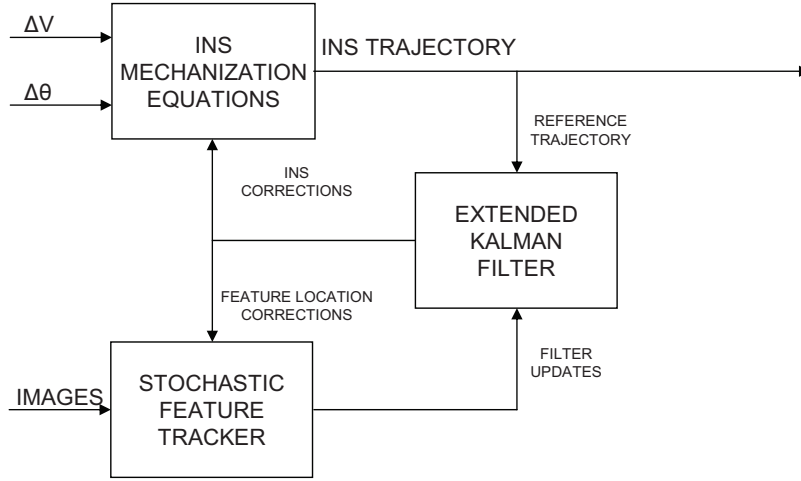 ΔV
INS
MECHANIZATION
EQUATIONS
INS TRAJECTORY
Δθ
REFERENCE
TRAJECTORY
INS
CORRECTIONS
EXTENDED
KALMAN
FILTER
FEATURE LOCATION
CORRECTIONS
FILTER
UPDATES
IMAGES
STOCHASTIC
FEATURE
TRACKER